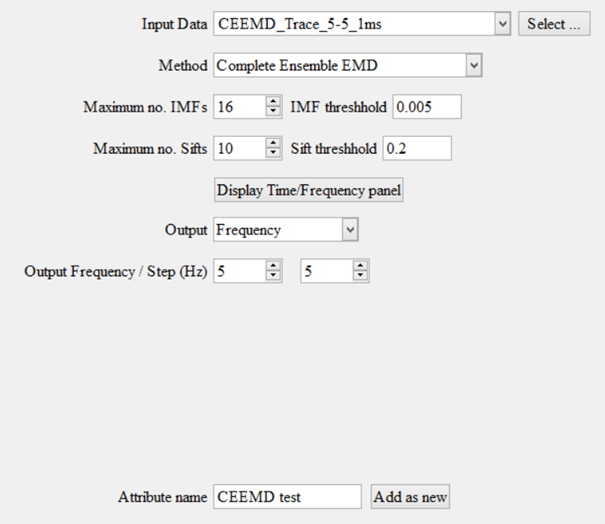 Input Data CEEMD_Trace_5-5_1ms Select ...
Method Complete Ensemble EMD
Maximum no. IMFs 16 IMF threshhold 0.005
Maximum no. Sifts 10 Sift threshhold 0.2
Display Time/Frequency panel
Output Frequency
Output Frequency / Step (Hz) 5 5
Attribute name CEEMD test Add as new